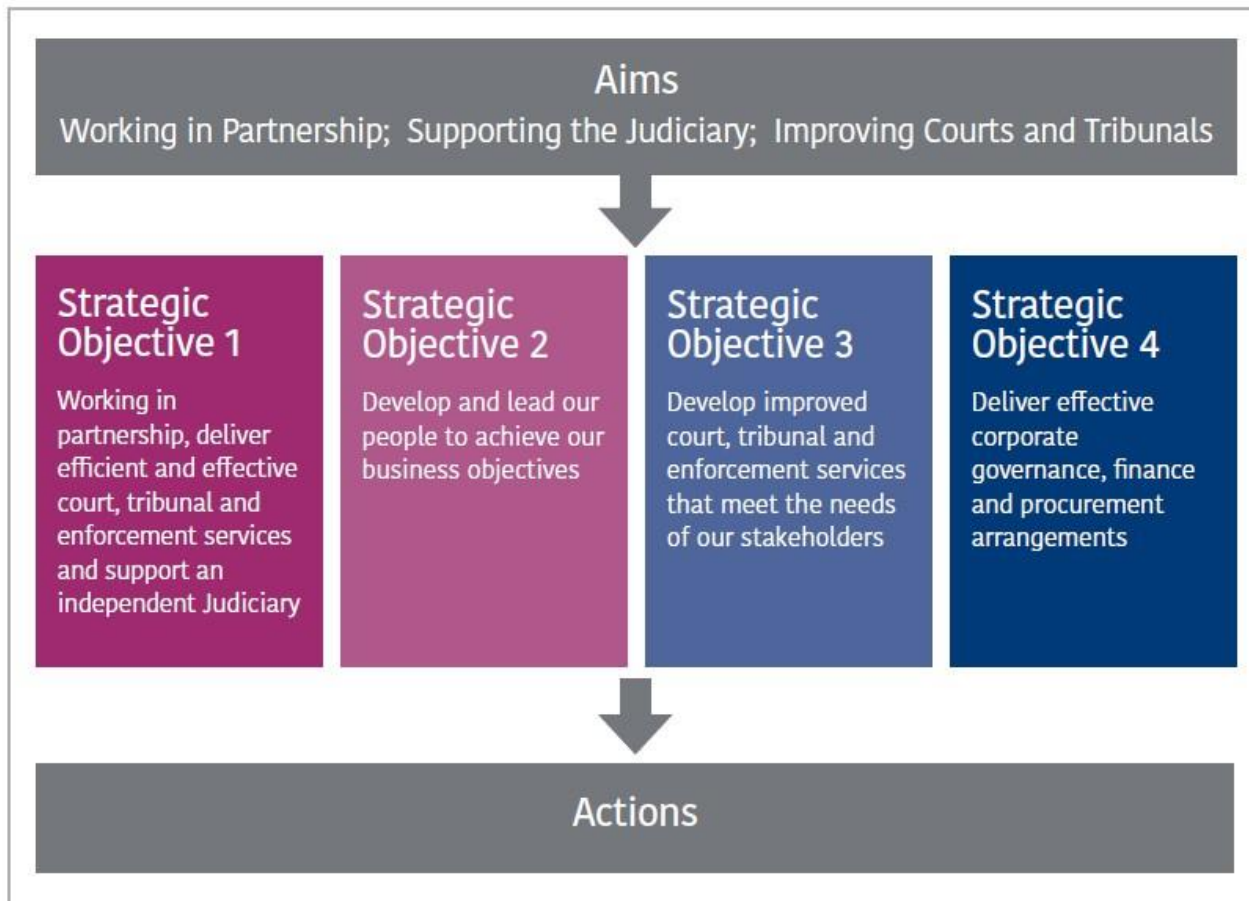 Aims
Working in Partnership; Supporting the Judiciary; Improving Courts and Tribunals
Strategic
Objective 1
Working in
partnership, deliver
efficient and effective
court, tribunal and
enforcement services
and support an
independent Judiciary
Strategic
Objective 2
Develop and lead our
people to achieve our
business objectives
Strategic
Objective 3
Develop improved
court, tribunal and
enforcement services
that meet the needs
of our stakeholders
Strategic
Objective 4
Deliver effective
corporate
governance, finance
and procurement
arrangements
Actions